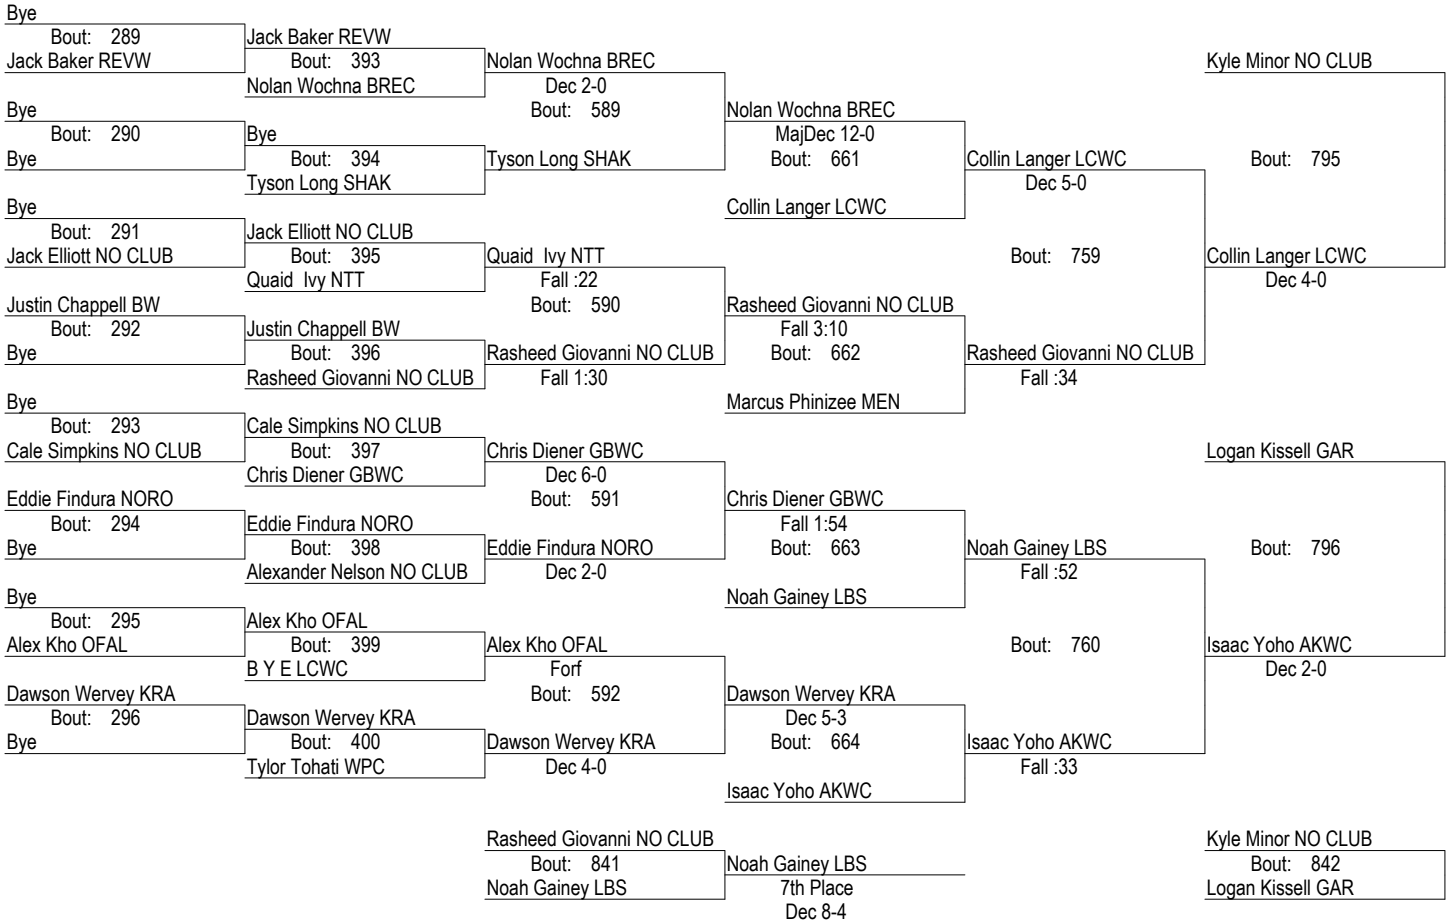 Bye
Bout: 289
Jack Baker REVW
Jack Baker REVW
Bout: 393
Nolan Wochna BREC
Nolan Wochna BREC
Dec 2-0
Bout: 589
Kyle Minor NO CLUB
Bye
Bout: 290
Bye
Bye
Bout: 394
Tyson Long SHAK
Tyson Long SHAK
Nolan Wochna BREC
MajDec 12-0
Bout: 661
Collin Langer LCWC
Collin Langer LCWC
Dec 5-0
Bout: 795
Bye
Bout: 291
Jack Elliott NO CLUB
Jack Elliott NO CLUB
Bout: 395
Quaid Ivy NTT
Quaid Ivy NTT
Fall :22
Bout: 590
Bout: 759
Collin Langer LCWC
Dec 4-0
Justin Chappell BW
Bout: 292
Bye
Justin Chappell BW
Bout: 396
Rasheed Giovanni NO CLUB
Rasheed Giovanni NO CLUB
Fall 1:30
Rasheed Giovanni NO CLUB
Fall 3:10
Bout: 662
Marcus Phinizee MEN
Rasheed Giovanni NO CLUB
Fall :34
Bye
Bout: 293
Cale Simpkins NO CLUB
Cale Simpkins NO CLUB
Bout: 397
Chris Diener GBWC
Chris Diener GBWC
Dec 6-0
Bout: 591
Logan Kissell GAR
Eddie Findura NORO
Bout: 294
Bye
Eddie Findura NORO
Bout: 398
Alexander Nelson NO CLUB
Eddie Findura NORO
Dec 2-0
Chris Diener GBWC
Fall 1:54
Bout: 663
Noah Gainey LBS
Noah Gainey LBS
Fall :52
Bout: 796
Bye
Bout: 295
Alex Kho OFAL
Alex Kho OFAL
Bout: 399
B Y E LCWC
Alex Kho OFAL
Forf
Bout: 592
Bout: 760
Isaac Yoho AKWC
Dec 2-0
Dawson Wervey KRA
Bout: 296
Bye
Dawson Wervey KRA
Bout: 400
Tylor Tohati WPC
Dawson Wervey KRA
Dec 4-0
Dawson Wervey KRA
Dec 5-3
Bout: 664
Isaac Yoho AKWC
Isaac Yoho AKWC
Fall :33
Rasheed Giovanni NO CLUB
Bout: 841
Noah Gainey LBS
Noah Gainey LBS
7th Place
Dec 8-4
Kyle Minor NO CLUB
Bout: 842
Logan Kissell GAR